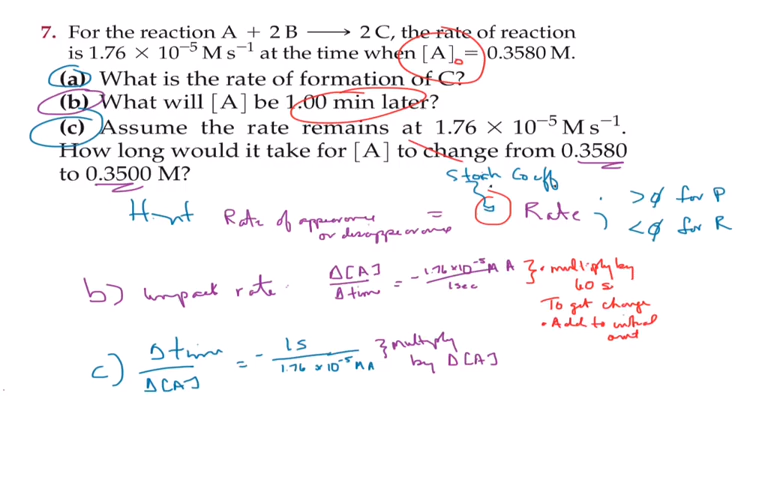 7. For the reaction A + 2 B ⟶ 2 C, the rate of reaction
is 1.76 × 10⁻⁵ M s⁻¹ at the time when [A]₀ = 0.3580 M.
(a) What is the rate of formation of C?
(b) What will [A] be 1.00 min later?
(c) Assume the rate remains at 1.76 × 10⁻⁵ M s⁻¹.
How long would it take for [A] to change from 0.3580
to 0.3500 M?
Stoich Coeff
Hint Rate of appearance or disappearance = Rate ; >0 for P
<0 for R
b) unpack rate. Δ[A] / Δtime = - 1.76 x 10⁻⁵ M A / 1 sec } • multiply by
60 s
To get change
• Add to initial
amt
c) Δtime / Δ[A] = - 1 s / 1.76 x 10⁻⁵ M A } multiply
by Δ[A]